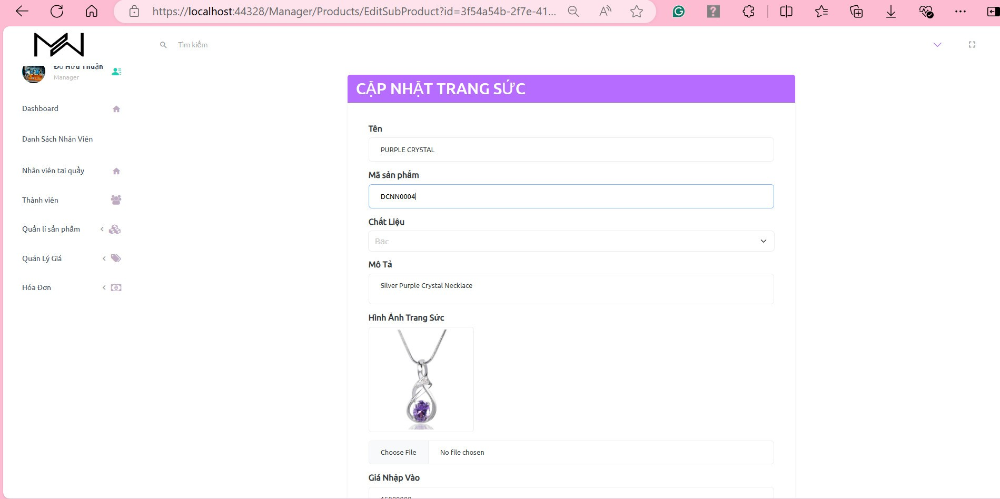 https://localhost:44328/Manager/Products/EditSubProduct?id=3f54a54b-2f7e-41...
Tìm kiếm
Đỗ Hữu Thuận
Manager
Dashboard
Danh Sách Nhân Viên
Nhân viên tại quầy
Thành viên
Quản lí sản phẩm
Quản Lý Giá
Hóa Đơn
CẬP NHẬT TRANG SỨC
Tên
PURPLE CRYSTAL
Mã sản phẩm
DCNN0004
Chất Liệu
Bạc
Mô Tả
Silver Purple Crystal Necklace
Hình Ảnh Trang Sức
Choose File No file chosen
Giá Nhập Vào